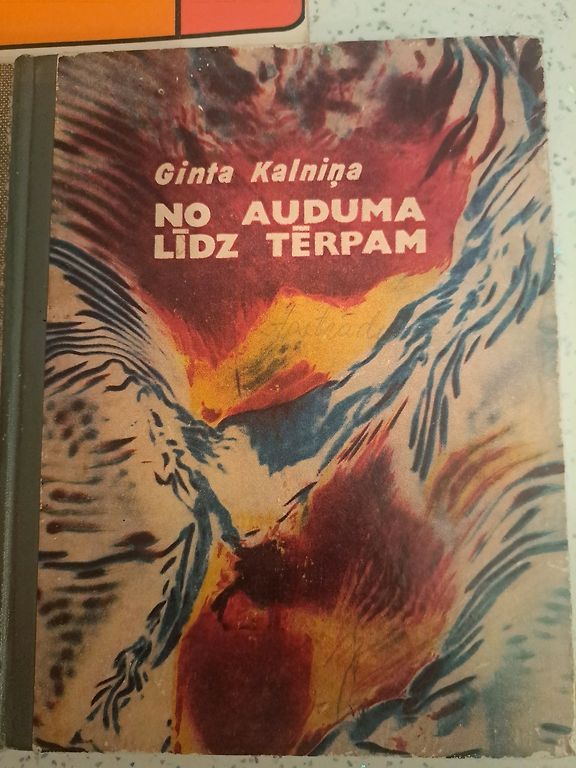 Ginta Kalniņa
NO AUDUMA
LĪDZ TĒRPAM